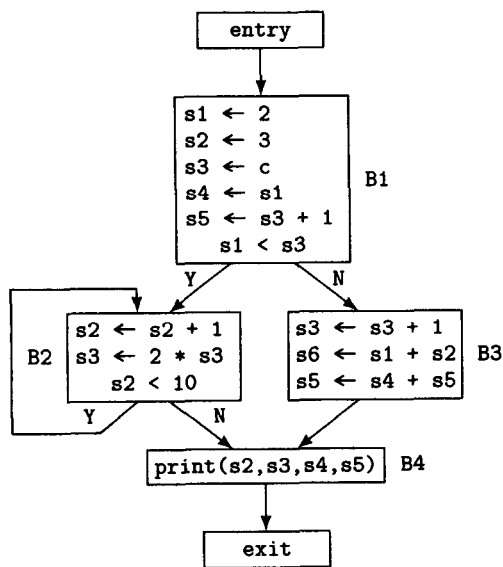 entry
s1 ← 2
s2 ← 3
s3 ← c
s4 ← s1
s5 ← s3 + 1
s1 < s3
B1
Y
N
s2 ← s2 + 1
s3 ← 2 * s3
s2 < 10
B2
Y
N
s3 ← s3 + 1
s6 ← s1 + s2
s5 ← s4 + s5
B3
print(s2,s3,s4,s5)
B4
exit